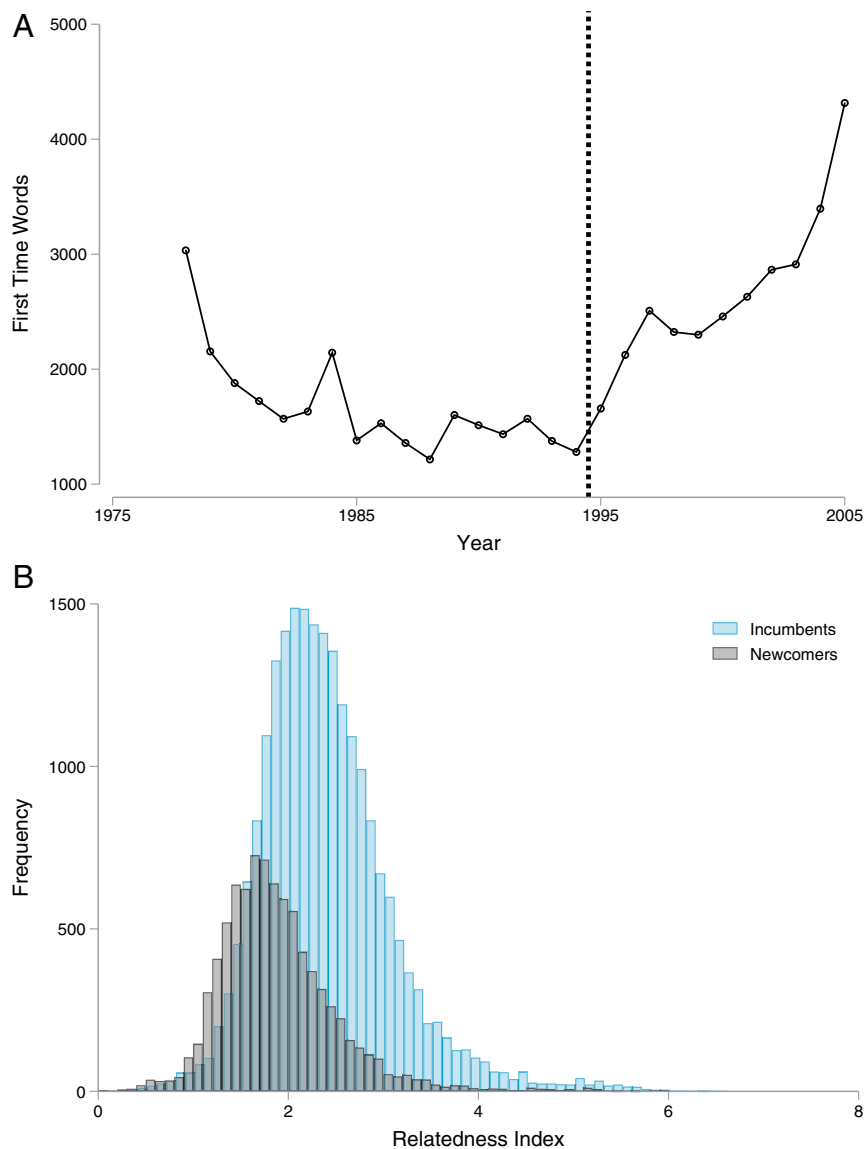 A
5000
4000
3000
2000
1000
First Time Words
1975
1985
1995
2005
Year
B
1500
1000
500
0
Frequency
Incumbents
Newcomers
0
2
4
6
8
Relatedness Index